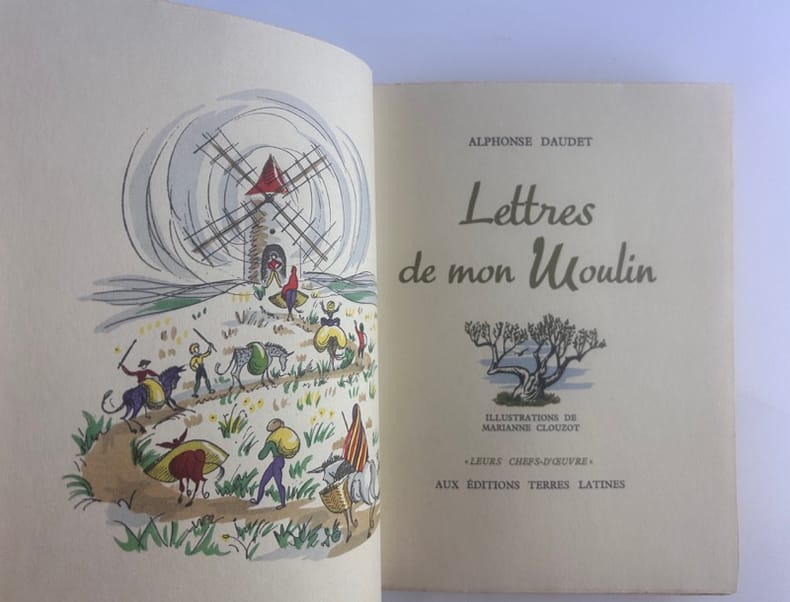 ALPHONSE DAUDET
Lettres
de mon Moulin
ILLUSTRATIONS DE
MARIANNE CLOUZOT
« LEURS CHEFS-D'ŒUVRE »
AUX ÉDITIONS TERRES LATINES